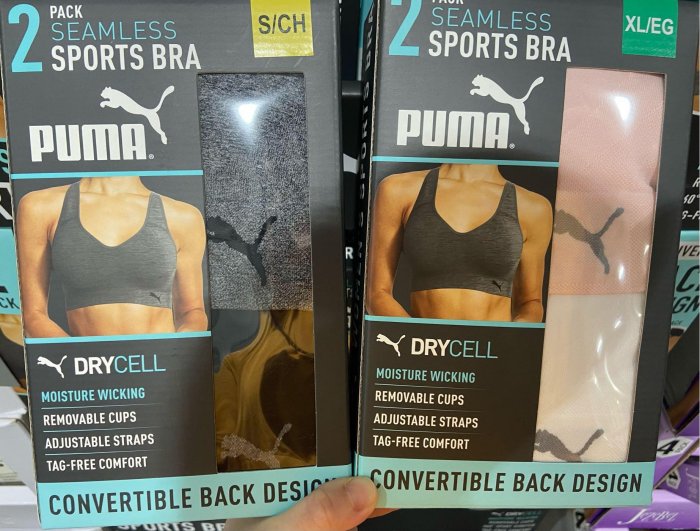 2 PACK
SEAMLESS
SPORTS BRA
S/CH
PUMA®
DRYCELL
MOISTURE WICKING
REMOVABLE CUPS
ADJUSTABLE STRAPS
TAG-FREE COMFORT
CONVERTIBLE BACK DESIGN
2 PACK
SEAMLESS
SPORTS BRA
XL/EG
PUMA®
DRYCELL
MOISTURE WICKING
REMOVABLE CUPS
ADJUSTABLE STRAPS
TAG-FREE COMFORT
CONVERTIBLE BACK DESIGN